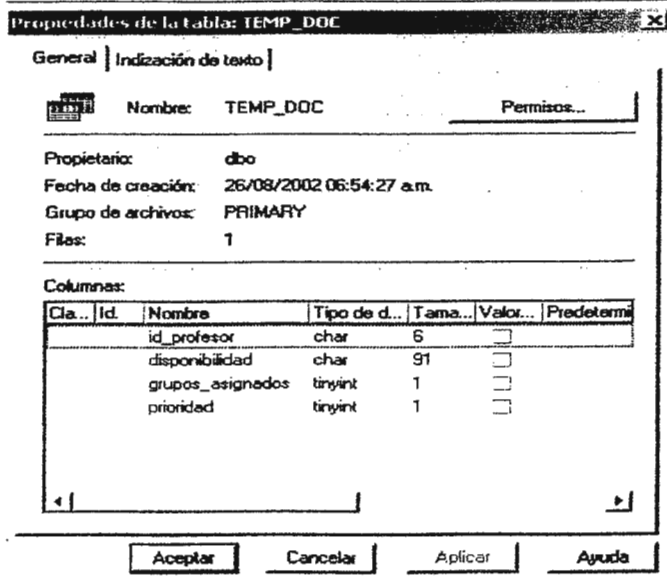 Propiedades de la tabla: TEMP_DOC
General Indización de texto
Nombre: TEMP_DOC Permisos...
Propietario: dbo
Fecha de creación: 26/08/2002 06:54:27 a.m.
Grupo de archivos: PRIMARY
Filas: 1
Columnas:
Cla... Id. Nombre Tipo de d... Tama... Valor... Predetermi
id_profesor char 6
disponibilidad char 91
grupos_asignados tinyint 1
prioridad tinyint 1
Aceptar Cancelar Aplicar Ayuda